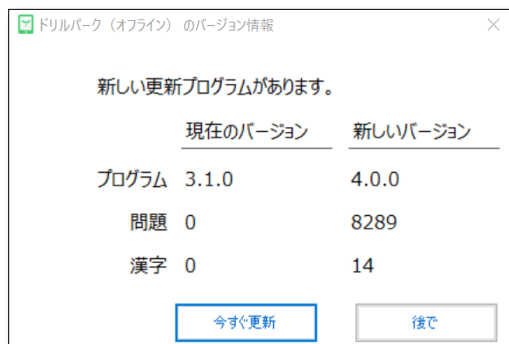 ドリルパーク（オフライン）のバージョン情報
新しい更新プログラムがあります。
現在のバージョン 新しいバージョン
プログラム 3.1.0 4.0.0
問題 0 8289
漢字 0 14
今すぐ更新 後で